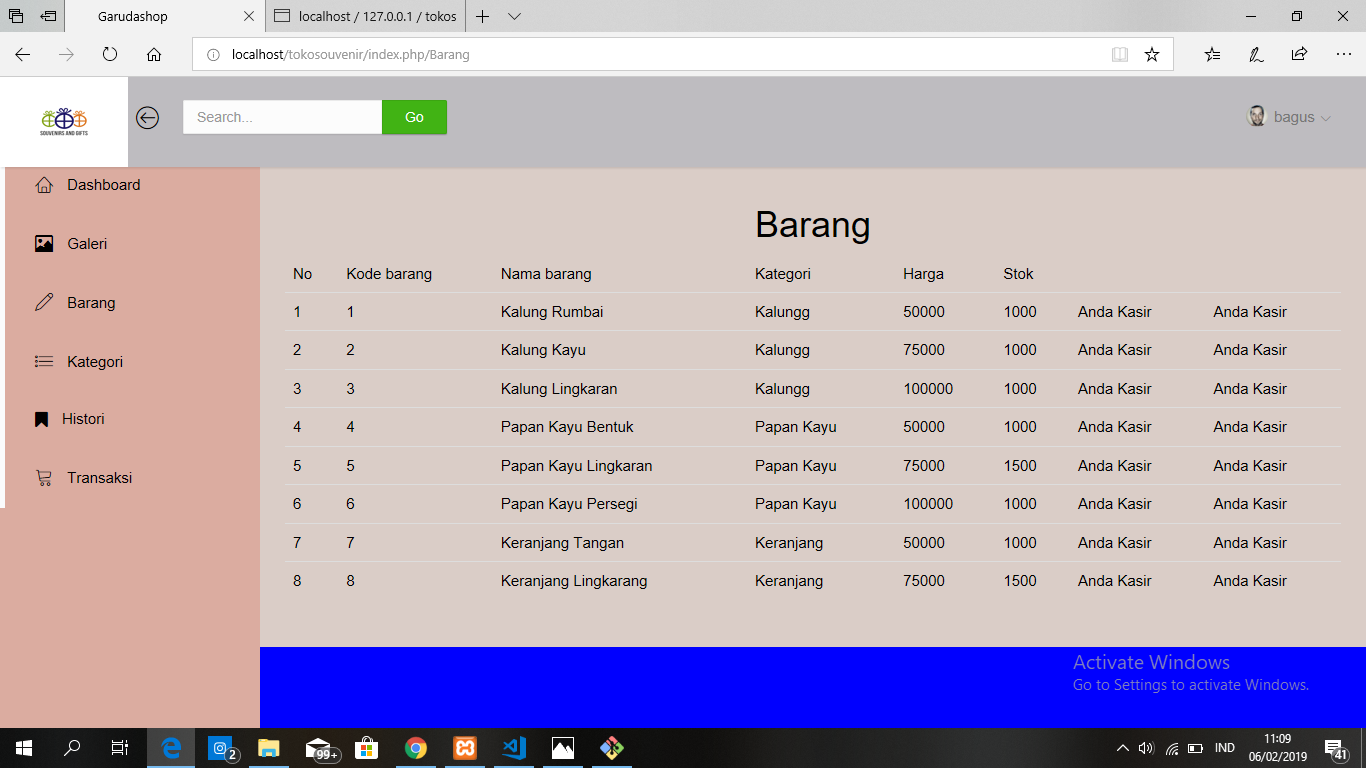 Garudashop
localhost / 127.0.0.1 / tokos
localhost/tokosouvenir/index.php/Barang
SOUVENIRS AND GIFTS
Search...
Go
bagus
Dashboard
Galeri
Barang
Kategori
Histori
Transaksi
Barang
No Kode barang Nama barang Kategori Harga Stok
1 1 Kalung Rumbai Kalungg 50000 1000 Anda Kasir Anda Kasir
2 2 Kalung Kayu Kalungg 75000 1000 Anda Kasir Anda Kasir
3 3 Kalung Lingkaran Kalungg 100000 1000 Anda Kasir Anda Kasir
4 4 Papan Kayu Bentuk Papan Kayu 50000 1000 Anda Kasir Anda Kasir
5 5 Papan Kayu Lingkaran Papan Kayu 75000 1500 Anda Kasir Anda Kasir
6 6 Papan Kayu Persegi Papan Kayu 100000 1000 Anda Kasir Anda Kasir
7 7 Keranjang Tangan Keranjang 50000 1000 Anda Kasir Anda Kasir
8 8 Keranjang Lingkarang Keranjang 75000 1500 Anda Kasir Anda Kasir
Activate Windows
Go to Settings to activate Windows.
2
99+
IND
11:09
06/02/2019
41